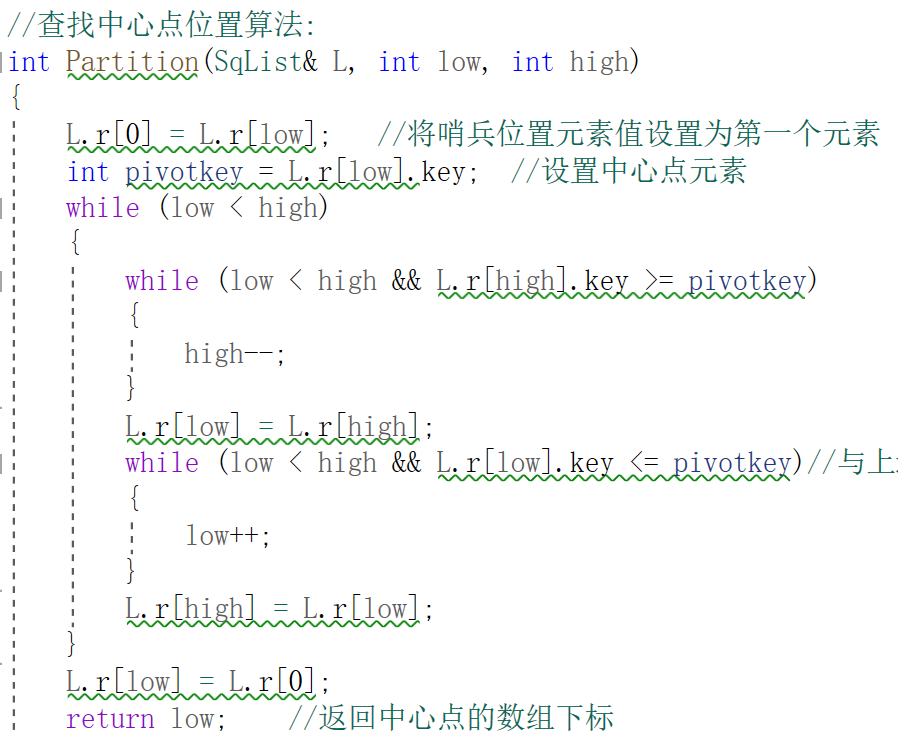 //查找中心点位置算法:
int Partition(SqList& L, int low, int high)
{
L.r[0] = L.r[low]; //将哨兵位置元素值设置为第一个元素
int pivotkey = L.r[low].key; //设置中心点元素
while (low < high)
{
while (low < high && L.r[high].key >= pivotkey)
{
high--;
}
L.r[low] = L.r[high];
while (low < high && L.r[low].key <= pivotkey)//与上
{
low++;
}
L.r[high] = L.r[low];
}
L.r[low] = L.r[0];
return low; //返回中心点的数组下标